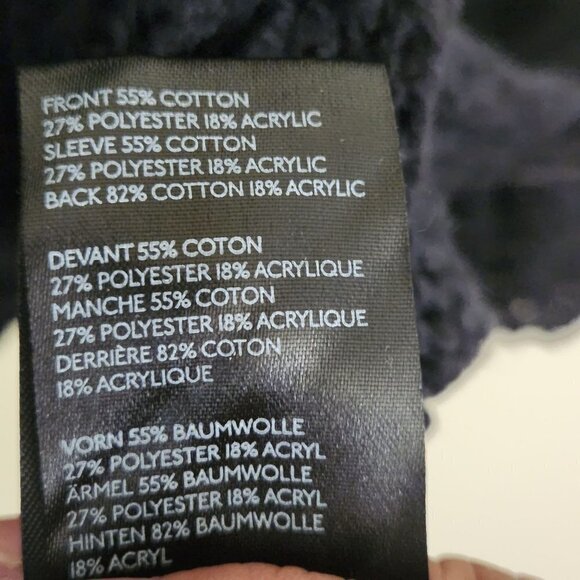 FRONT 55% COTTON
27% POLYESTER 18% ACRYLIC
SLEEVE 55% COTTON
27% POLYESTER 18% ACRYLIC
BACK 82% COTTON 18% ACRYLIC
DEVANT 55% COTON
27% POLYESTER 18% ACRYLIQUE
MANCHE 55% COTON
27% POLYESTER 18% ACRYLIQUE
DERRIÈRE 82% COTON
18% ACRYLIQUE
VORN 55% BAUMWOLLE
27% POLYESTER 18% ACRYL
ÄRMEL 55% BAUMWOLLE
27% POLYESTER 18% ACRYL
HINTEN 82% BAUMWOLLE
18% ACRYL